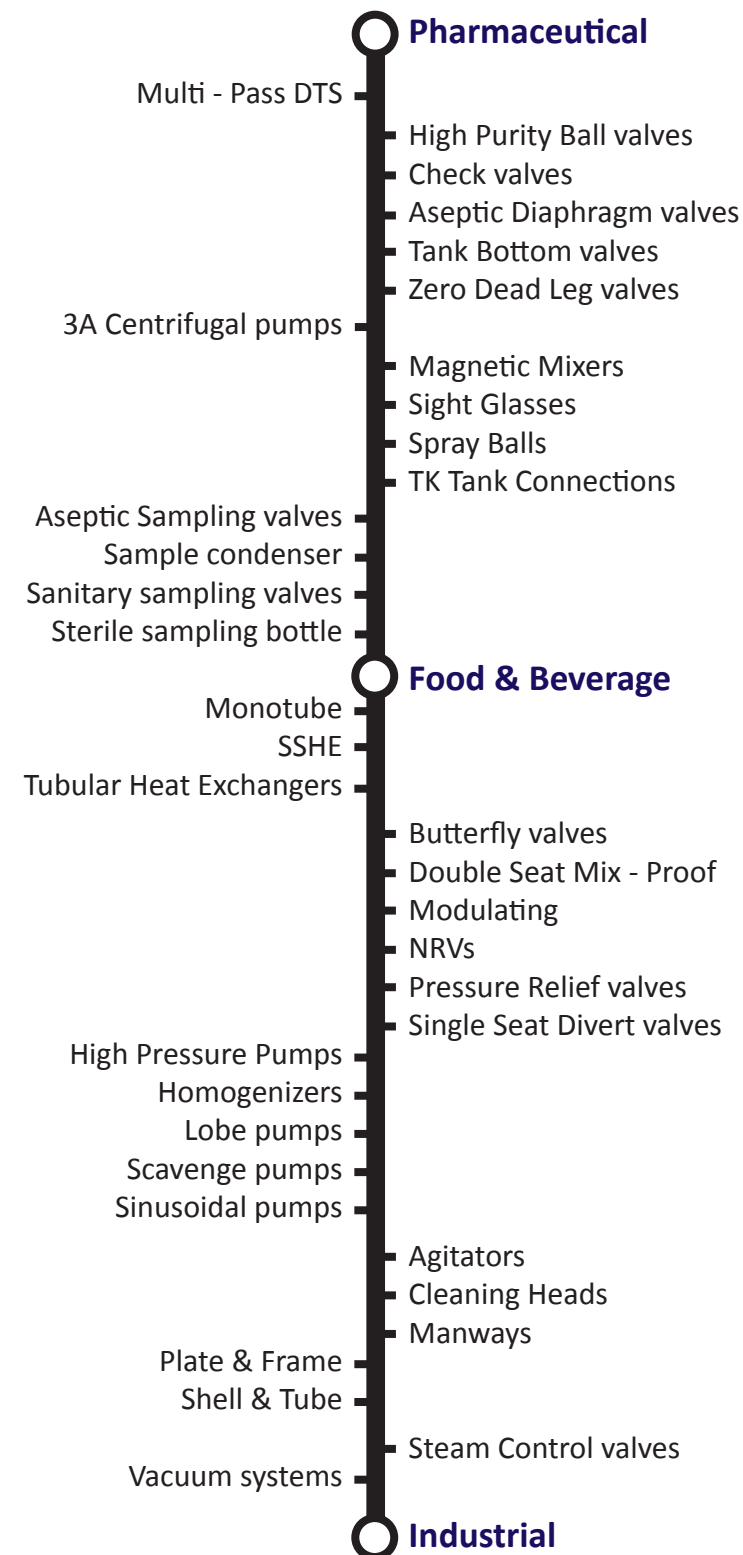 Pharmaceutical
Multi - Pass DTS
High Purity Ball valves
Check valves
Aseptic Diaphragm valves
Tank Bottom valves
Zero Dead Leg valves
3A Centrifugal pumps
Magnetic Mixers
Sight Glasses
Spray Balls
TK Tank Connections
Aseptic Sampling valves
Sample condenser
Sanitary sampling valves
Sterile sampling bottle
Food & Beverage
Monotube
SSHE
Tubular Heat Exchangers
Butterfly valves
Double Seat Mix - Proof
Modulating
NRVs
Pressure Relief valves
Single Seat Divert valves
High Pressure Pumps
Homogenizers
Lobe pumps
Scavenge pumps
Sinusoidal pumps
Agitators
Cleaning Heads
Manways
Plate & Frame
Shell & Tube
Steam Control valves
Vacuum systems
Industrial